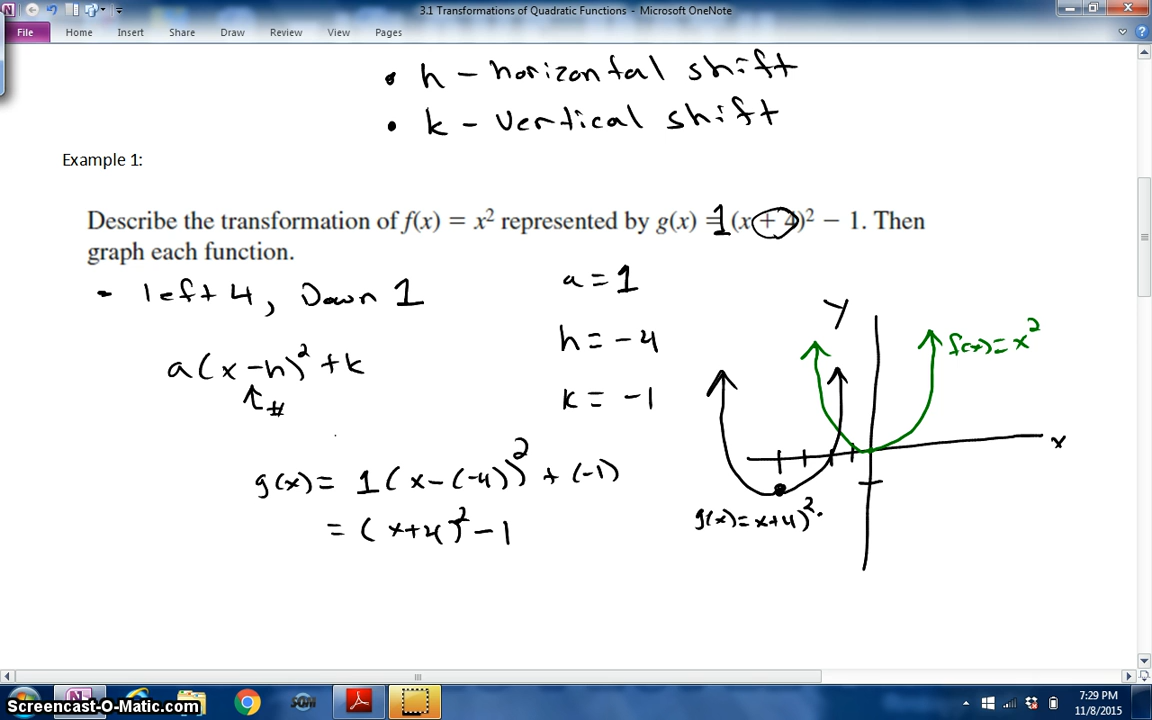 3.1 Transformations of Quadratic Functions - Microsoft OneNote
File Home Insert Share Draw Review View Pages
• h - horizontal shift
• k - vertical shift
Example 1:
Describe the transformation of f(x) = x² represented by g(x) = 1(x + 4)² − 1. Then
graph each function.
- left 4, Down 1
a = 1
a(x-h)² + k
#
h = -4
k = -1
g(x) = 1(x-(-4))² + (-1)
= (x+4)² - 1
y
f(x)=x²
x
g(x)=x+4)²
Screencast-O-Matic.com
7:29 PM
11/8/2015